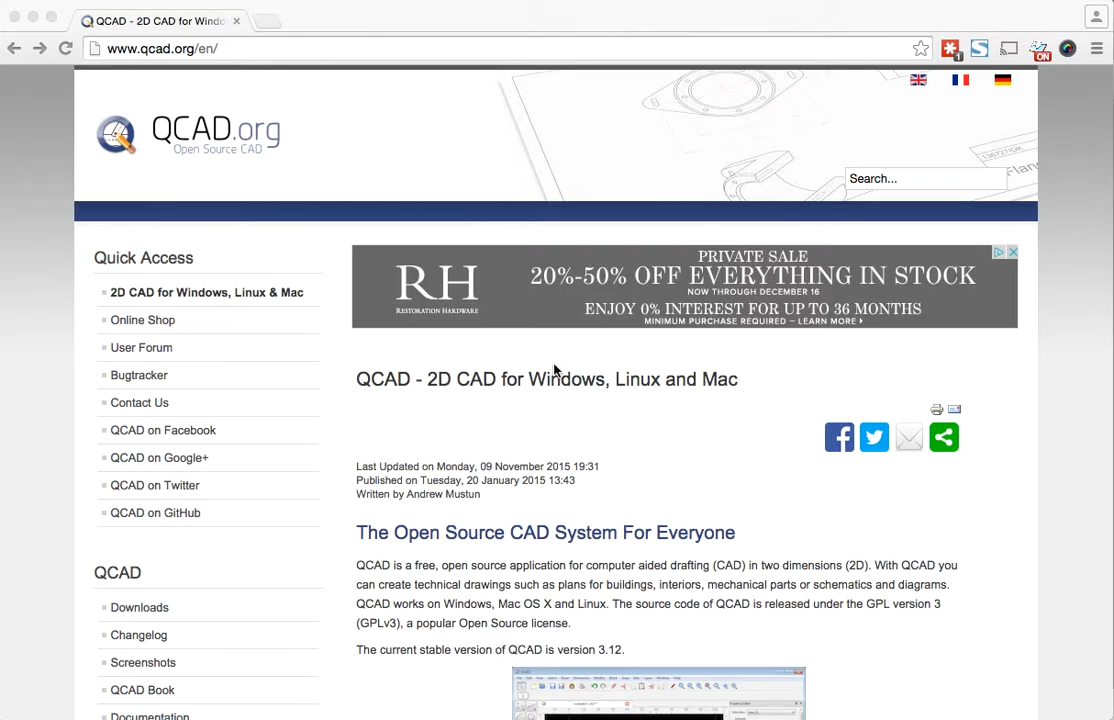 QCAD - 2D CAD for Windo
www.qcad.org/en/
1
ON
QCAD.org
Open Source CAD
Search...
Quick Access
2D CAD for Windows, Linux & Mac
Online Shop
User Forum
Bugtracker
Contact Us
QCAD on Facebook
QCAD on Google+
QCAD on Twitter
QCAD on GitHub
QCAD
Downloads
Changelog
Screenshots
QCAD Book
Documentation
RH
RESTORATION HARDWARE
PRIVATE SALE
20%-50% OFF EVERYTHING IN STOCK
NOW THROUGH DECEMBER 16
ENJOY 0% INTEREST FOR UP TO 36 MONTHS
MINIMUM PURCHASE REQUIRED – LEARN MORE
QCAD - 2D CAD for Windows, Linux and Mac
Last Updated on Monday, 09 November 2015 19:31
Published on Tuesday, 20 January 2015 13:43
Written by Andrew Mustun
The Open Source CAD System For Everyone
QCAD is a free, open source application for computer aided drafting (CAD) in two dimensions (2D). With QCAD you
can create technical drawings such as plans for buildings, interiors, mechanical parts or schematics and diagrams.
QCAD works on Windows, Mac OS X and Linux. The source code of QCAD is released under the GPL version 3
(GPLv3), a popular Open Source license.
The current stable version of QCAD is version 3.12.